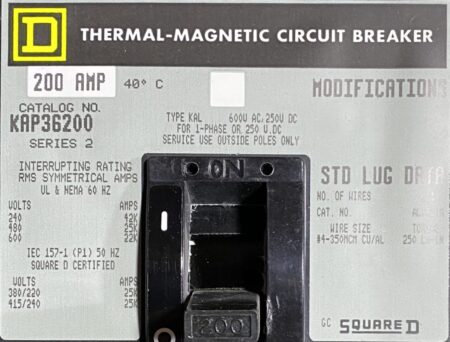 D
THERMAL-MAGNETIC CIRCUIT BREAKER
200 AMP 40° C
CATALOG NO.
KAP36200
SERIES 2
MODIFICATIONS
TYPE KAL 600V AC, 250V DC
FOR 1-PHASE OR 250 V.DC
SERVICE USE OUTSIDE POLES ONLY
INTERRUPTING RATING
RMS SYMMETRICAL AMPS
UL & NEMA 60 HZ
VOLTS AMPS
240 42K
480 25K
600 22K
IEC 157-1 (P1) 50 HZ
SQUARE D CERTIFIED
VOLTS AMPS
380/220 25K
415/240 25K
ON
200
O
STD LUG DATA
NO. OF WIRES
CAT. NO.
WIRE SIZE
#4-350MCM CU/AL 250
GC SQUARE D